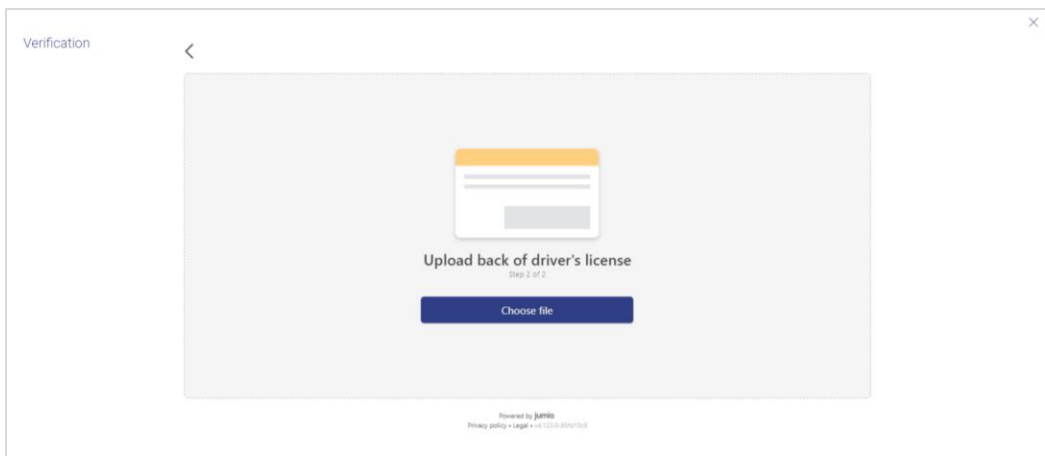 Verification
Upload back of driver's license
Step 2 of 2
Choose file
Powered by jumio
Privacy policy • Legal •